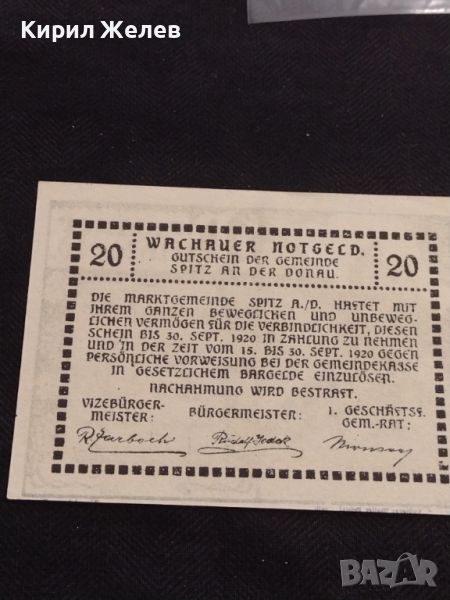 Кирил Желев
20
WACHAUER NOTGELD.
GUTSCHEIN DER GEMEINDE
SPITZ AN DER DONAU.
20
DIE MARKTGEMEINDE SPITZ A./D. HAFTET MIT
IHREM GANZEN BEWEGLICHEN UND UNBEWEG-
LICHEN VERMÖGEN FÜR DIE VERBINDLICHKEIT, DIESEN
SCHEIN BIS 30. SEPT. 1920 IN ZAHLUNG ZU NEHMEN
UND IN DER ZEIT VOM 15. BIS 30. SEPT. 1920 GEGEN
PERSÖNLICHE VORWEISUNG BEI DER GEMEINDEKASSE
IN GESETZLICHEM BARGELDE EINZULÖSEN.
NACHAHMUNG WIRD BESTRAFT.
VIZEBÜRGER-
MEISTER:
BÜRGERMEISTER:
1. GESCHÄFTSF.
GEM.-RAT:
BAZAR